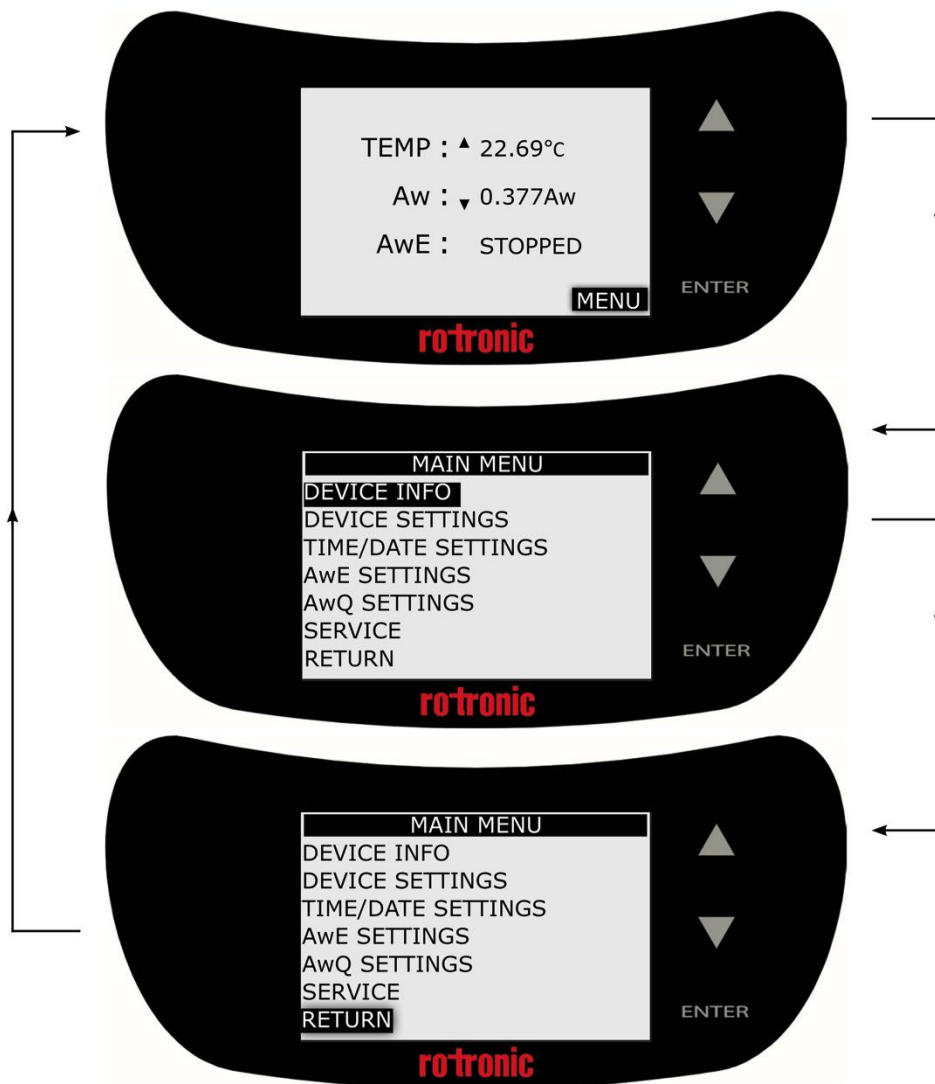 TEMP : ▲ 22.69°C
Aw : ▼ 0.377Aw
AwE : STOPPED
MENU
ENTER
rotronic
MAIN MENU
DEVICE INFO
DEVICE SETTINGS
TIME/DATE SETTINGS
AwE SETTINGS
AwQ SETTINGS
SERVICE
RETURN
ENTER
rotronic
MAIN MENU
DEVICE INFO
DEVICE SETTINGS
TIME/DATE SETTINGS
AwE SETTINGS
AwQ SETTINGS
SERVICE
RETURN
ENTER
rotronic